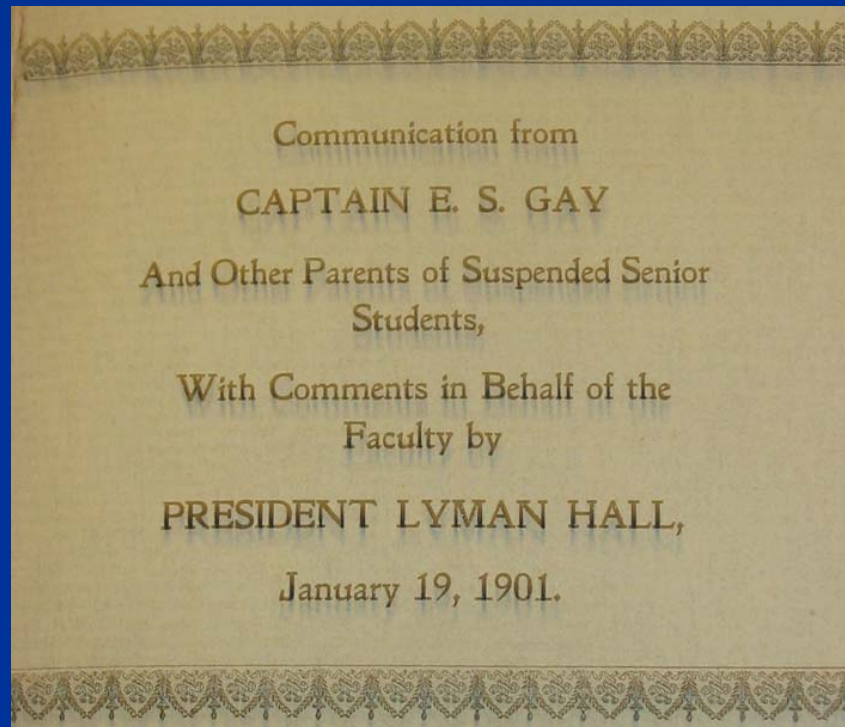 Communication from
CAPTAIN E. S. GAY
And Other Parents of Suspended Senior
Students,
With Comments in Behalf of the
Faculty by
PRESIDENT LYMAN HALL,
January 19, 1901.